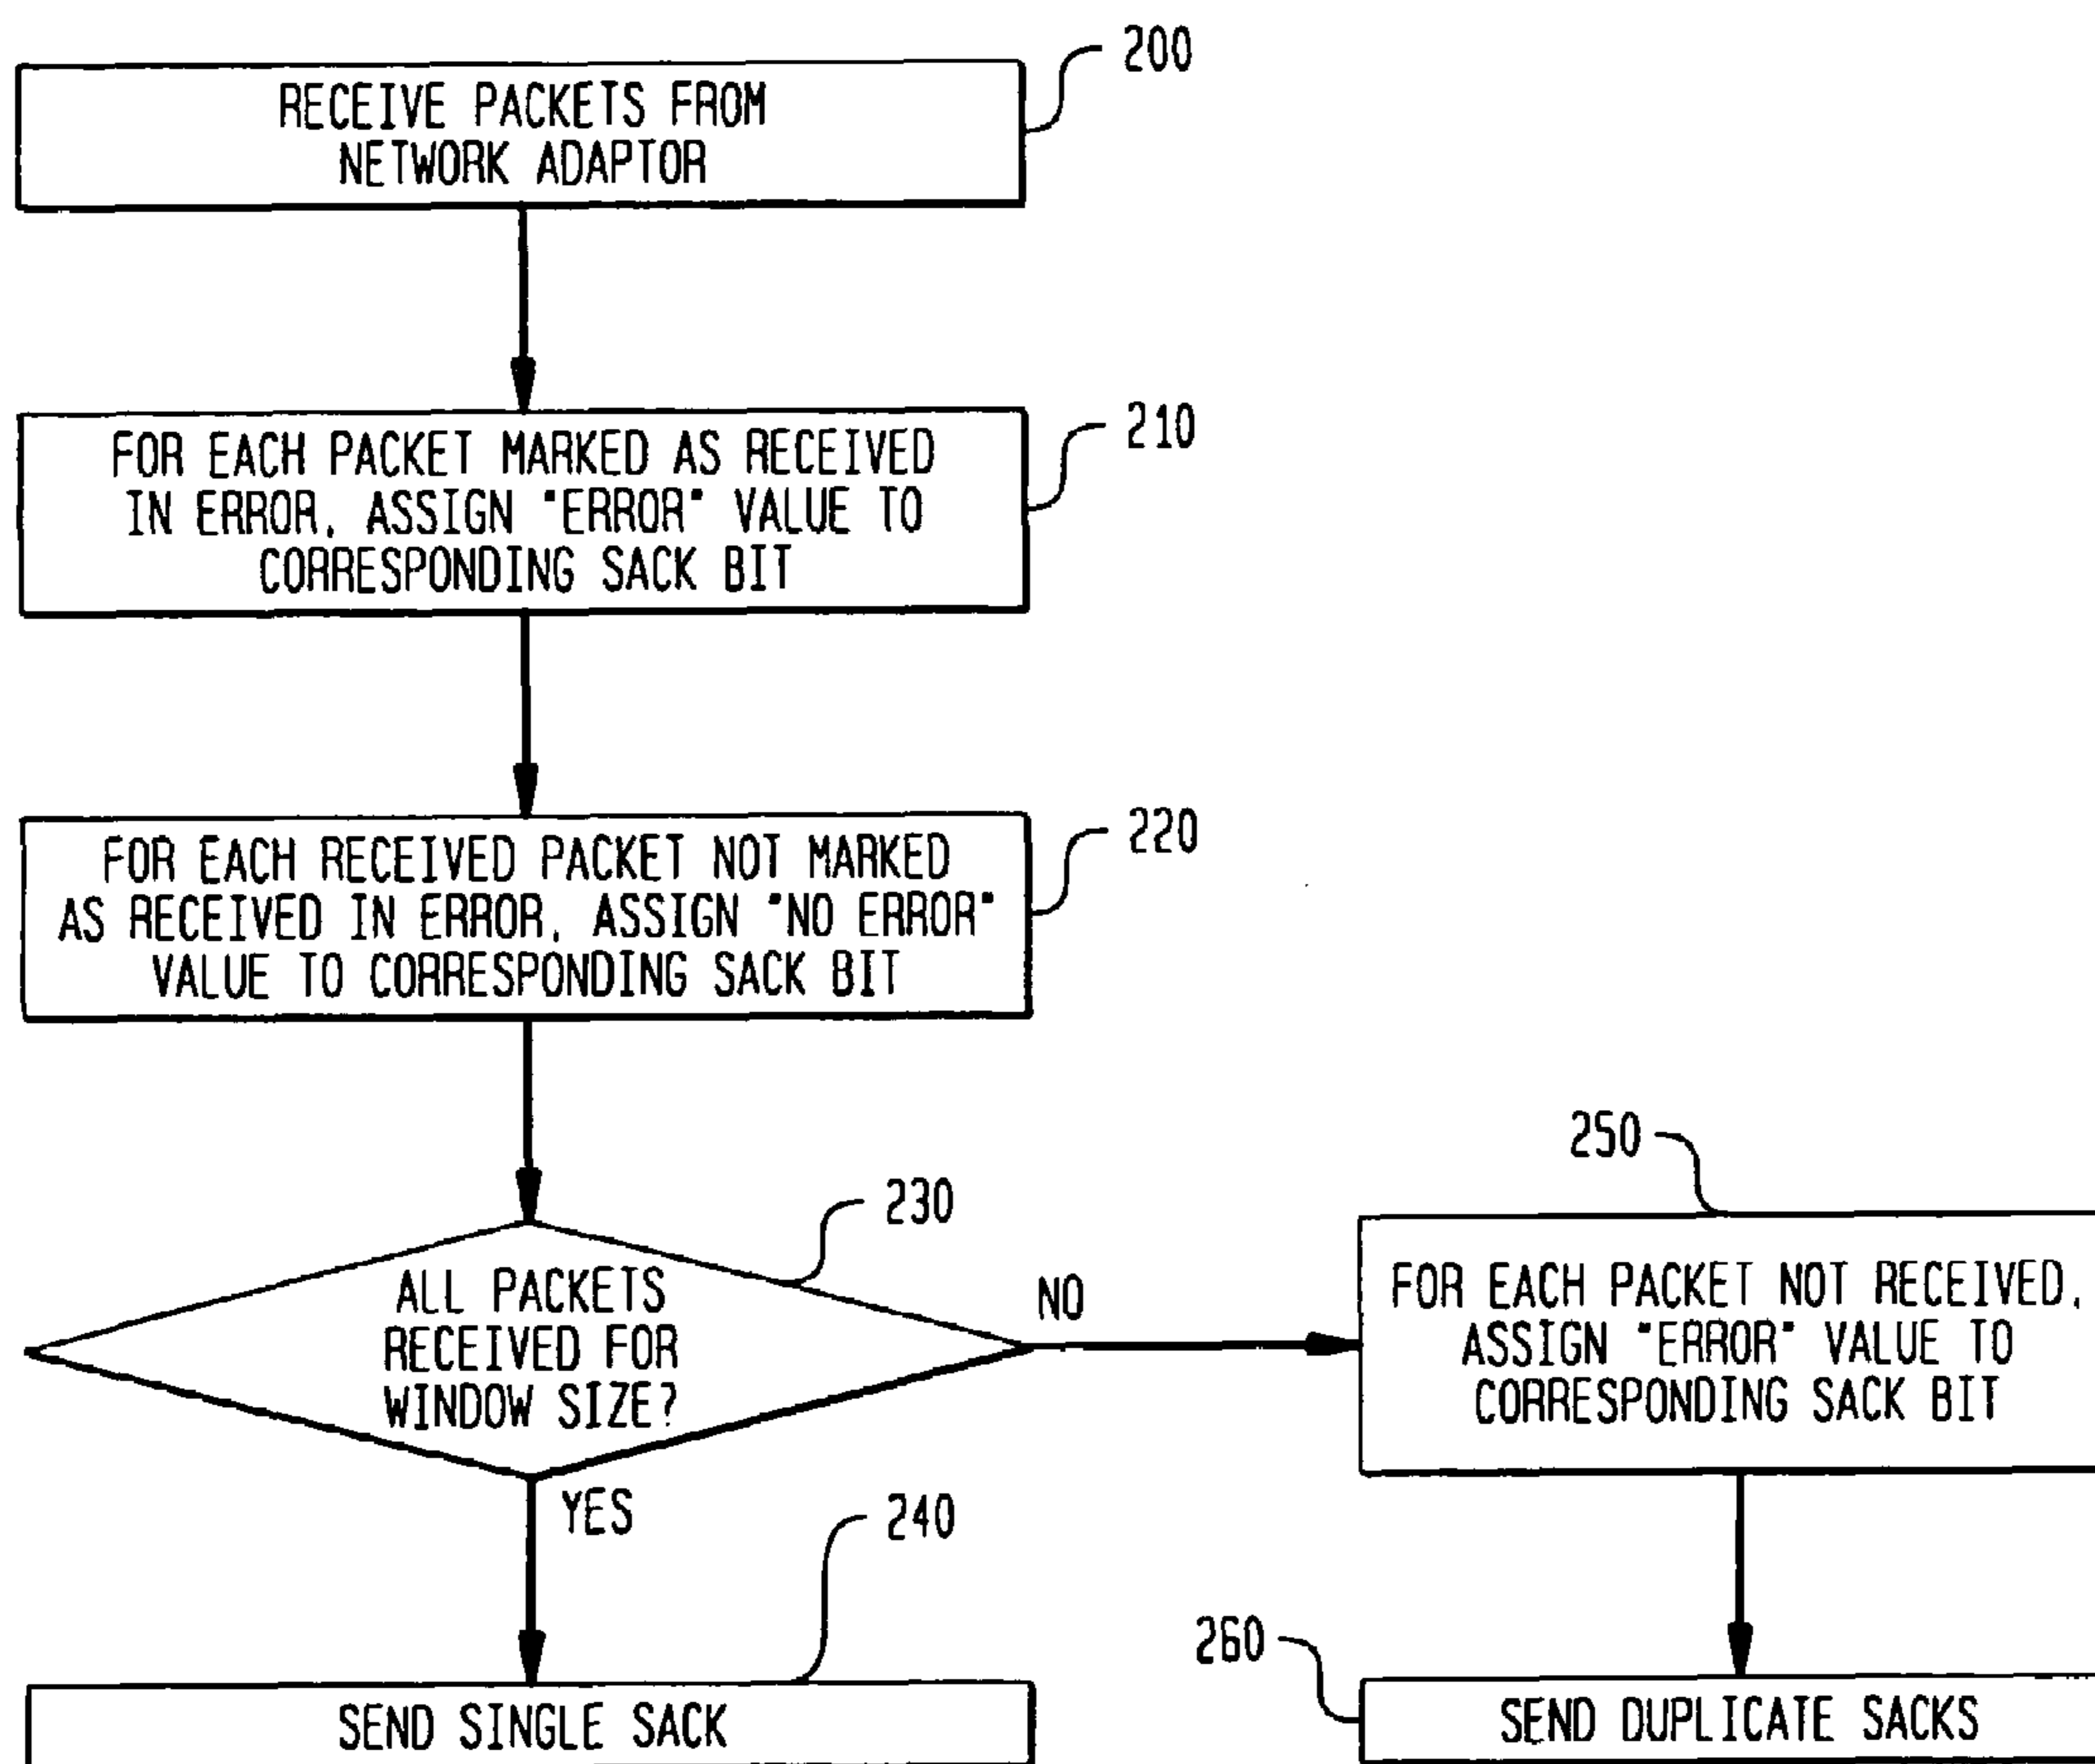 200
RECEIVE PACKETS FROM
NETWORK ADAPTOR
210
FOR EACH PACKET MARKED AS RECEIVED
IN ERROR, ASSIGN "ERROR" VALUE TO
CORRESPONDING SACK BIT
220
FOR EACH RECEIVED PACKET NOT MARKED
AS RECEIVED IN ERROR, ASSIGN "NO ERROR"
VALUE TO CORRESPONDING SACK BIT
230
ALL PACKETS
RECEIVED FOR
WINDOW SIZE?
NO
250
FOR EACH PACKET NOT RECEIVED,
ASSIGN "ERROR" VALUE TO
CORRESPONDING SACK BIT
YES
240
SEND SINGLE SACK
260
SEND DUPLICATE SACKS